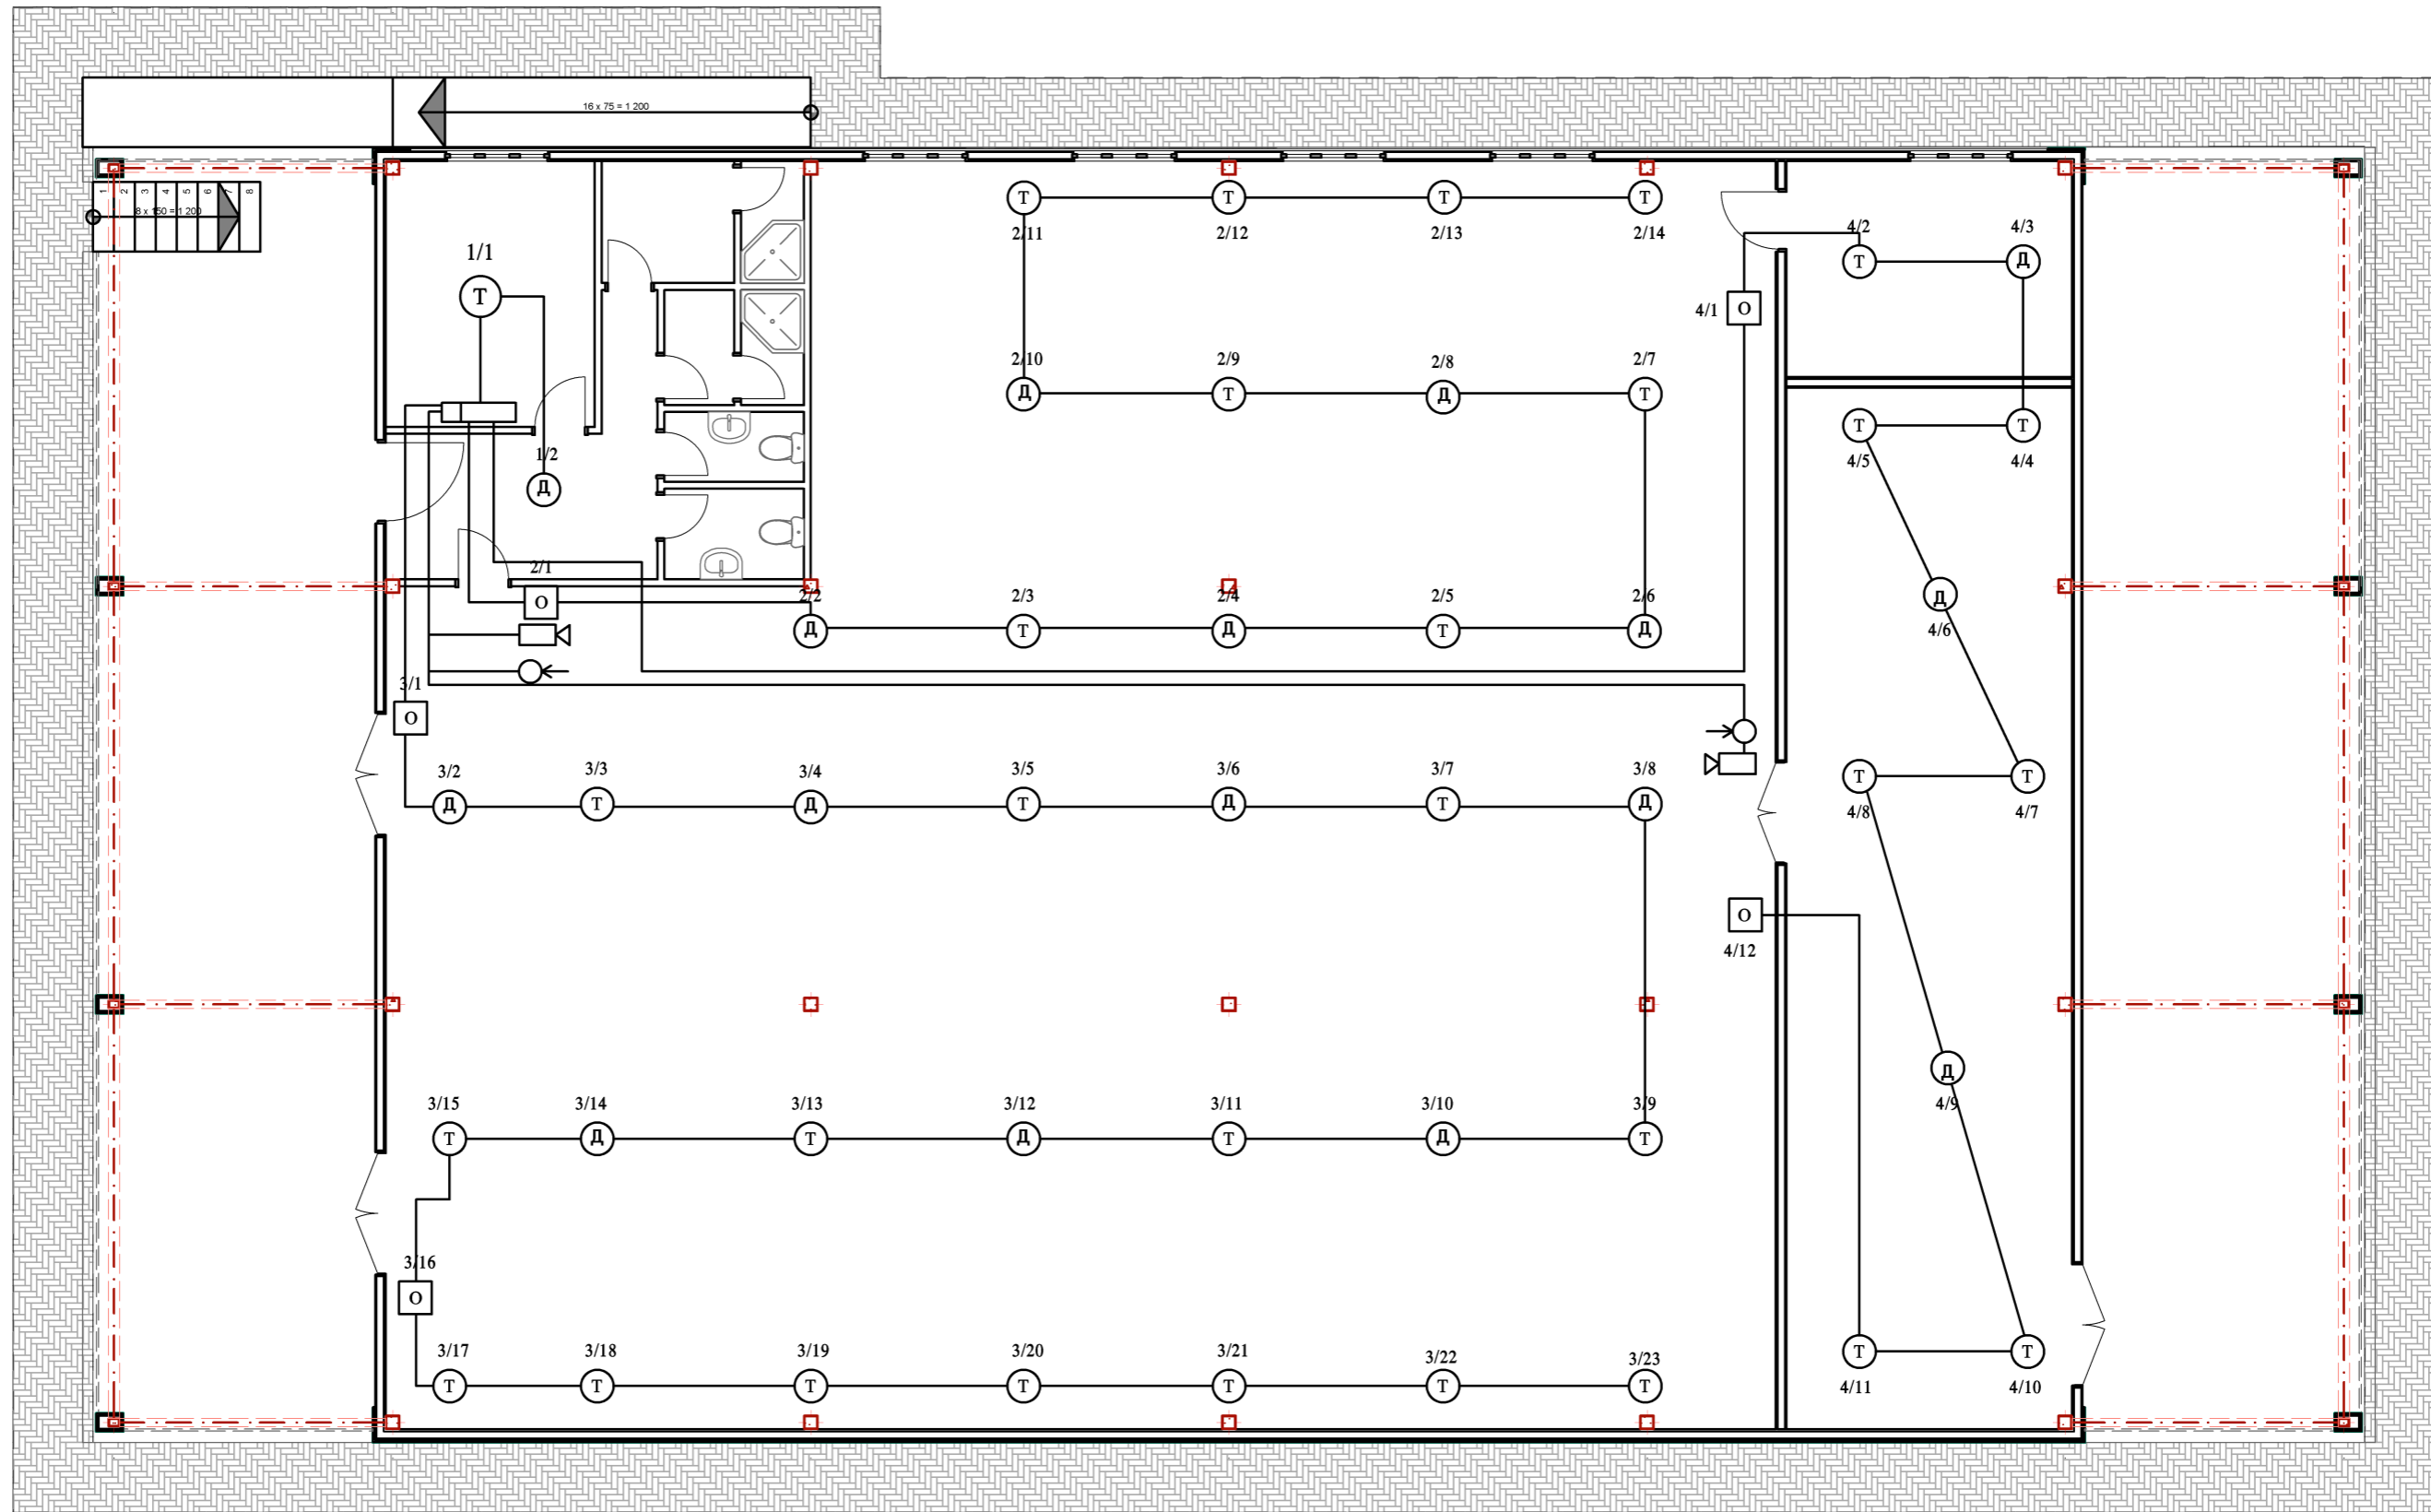 16 x 75 = 1 200
1 2 3 4 5 6 7 8
8 x 150 = 1 200
Т Т Т Т
2/11 2/12 2/13 2/14
4/2 4/3
1/1
Т Д
Т
4/1 О
2/10 2/9 2/8 2/7
Д Т Д Т
Т Т
1/2 4/5 4/4
Д
2/1
О
2/2 2/3 2/4 2/5 2/6
Д Т Д Т Д
Д
4/6
3/1
О
3/2 3/3 3/4 3/5 3/6 3/7 3/8
Д Т Д Т Д Т Д
Т Т
4/8 4/7
О
4/12
Д
4/9
3/15 3/14 3/13 3/12 3/11 3/10 3/9
Т Д Т Д Т Д Т
3/16
О
3/17 3/18 3/19 3/20 3/21 3/22 3/23
Т Т Т Т Т Т Т
Т Т
4/11 4/10